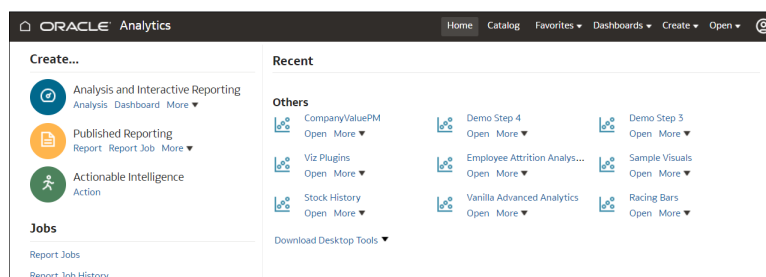 ORACLE Analytics
Home Catalog Favorites Dashboards Create Open
Create...
Analysis and Interactive Reporting
Analysis Dashboard More
Published Reporting
Report Report Job More
Actionable Intelligence
Action
Jobs
Report Jobs
Report Job History
Recent
Others
CompanyValuePM
Open More
Demo Step 4
Open More
Demo Step 3
Open More
Viz Plugins
Open More
Employee Attrition Analys...
Open More
Sample Visuals
Open More
Stock History
Open More
Vanilla Advanced Analytics
Open More
Racing Bars
Open More
Download Desktop Tools